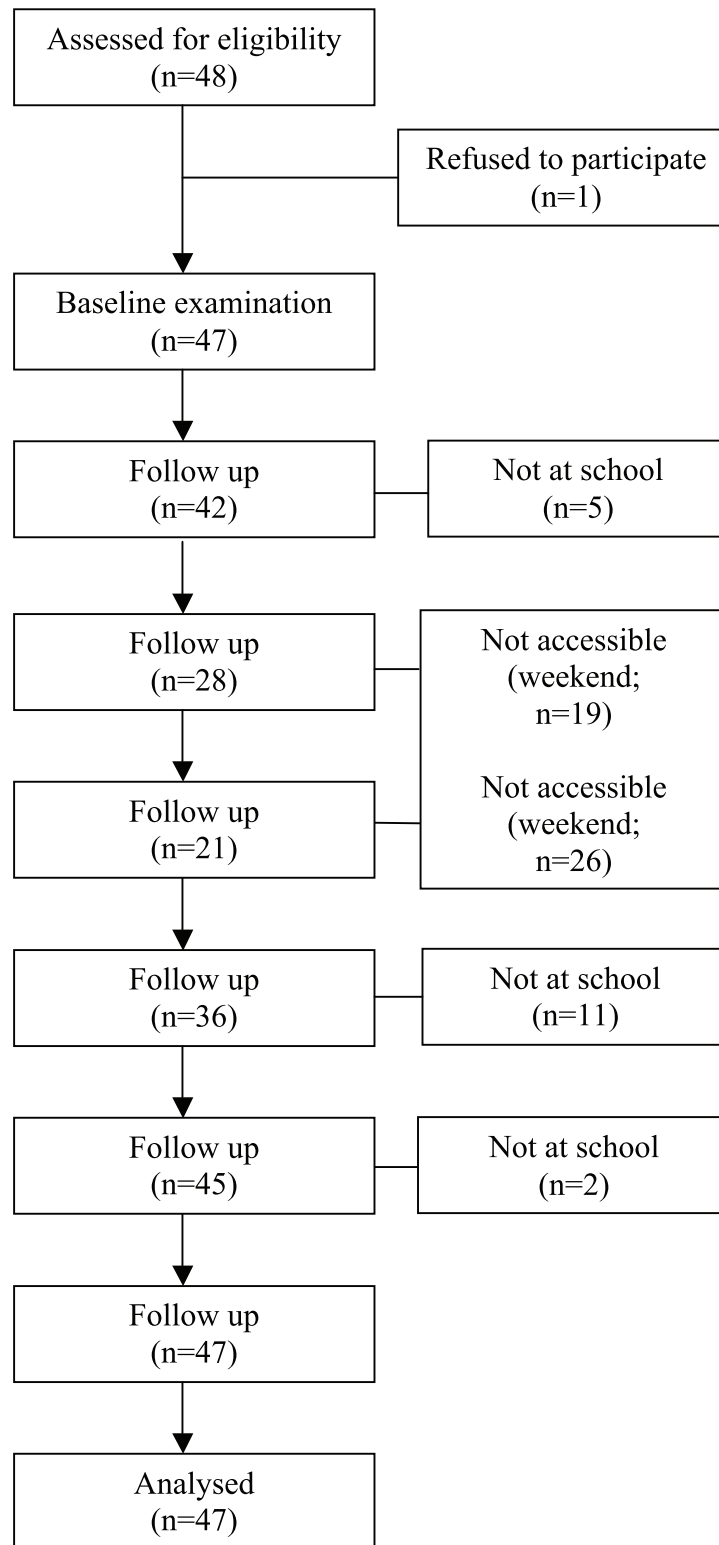 Assessed for eligibility
(n=48)
Refused to participate
(n=1)
Baseline examination
(n=47)
Follow up
(n=42)
Not at school
(n=5)
Follow up
(n=28)
Not accessible
(weekend;
n=19)
Follow up
(n=21)
Not accessible
(weekend;
n=26)
Follow up
(n=36)
Not at school
(n=11)
Follow up
(n=45)
Not at school
(n=2)
Follow up
(n=47)
Analysed
(n=47)